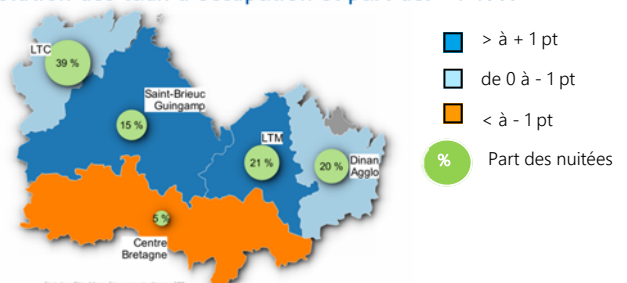 LTC
39 %
Saint-Brieuc
Guingamp
15 %
LTM
21 %
20 %
Dinan
Agglo
5 %
Centre
Bretagne
> à + 1 pt
de 0 à - 1 pt
< à - 1 pt
% Part des nuitées